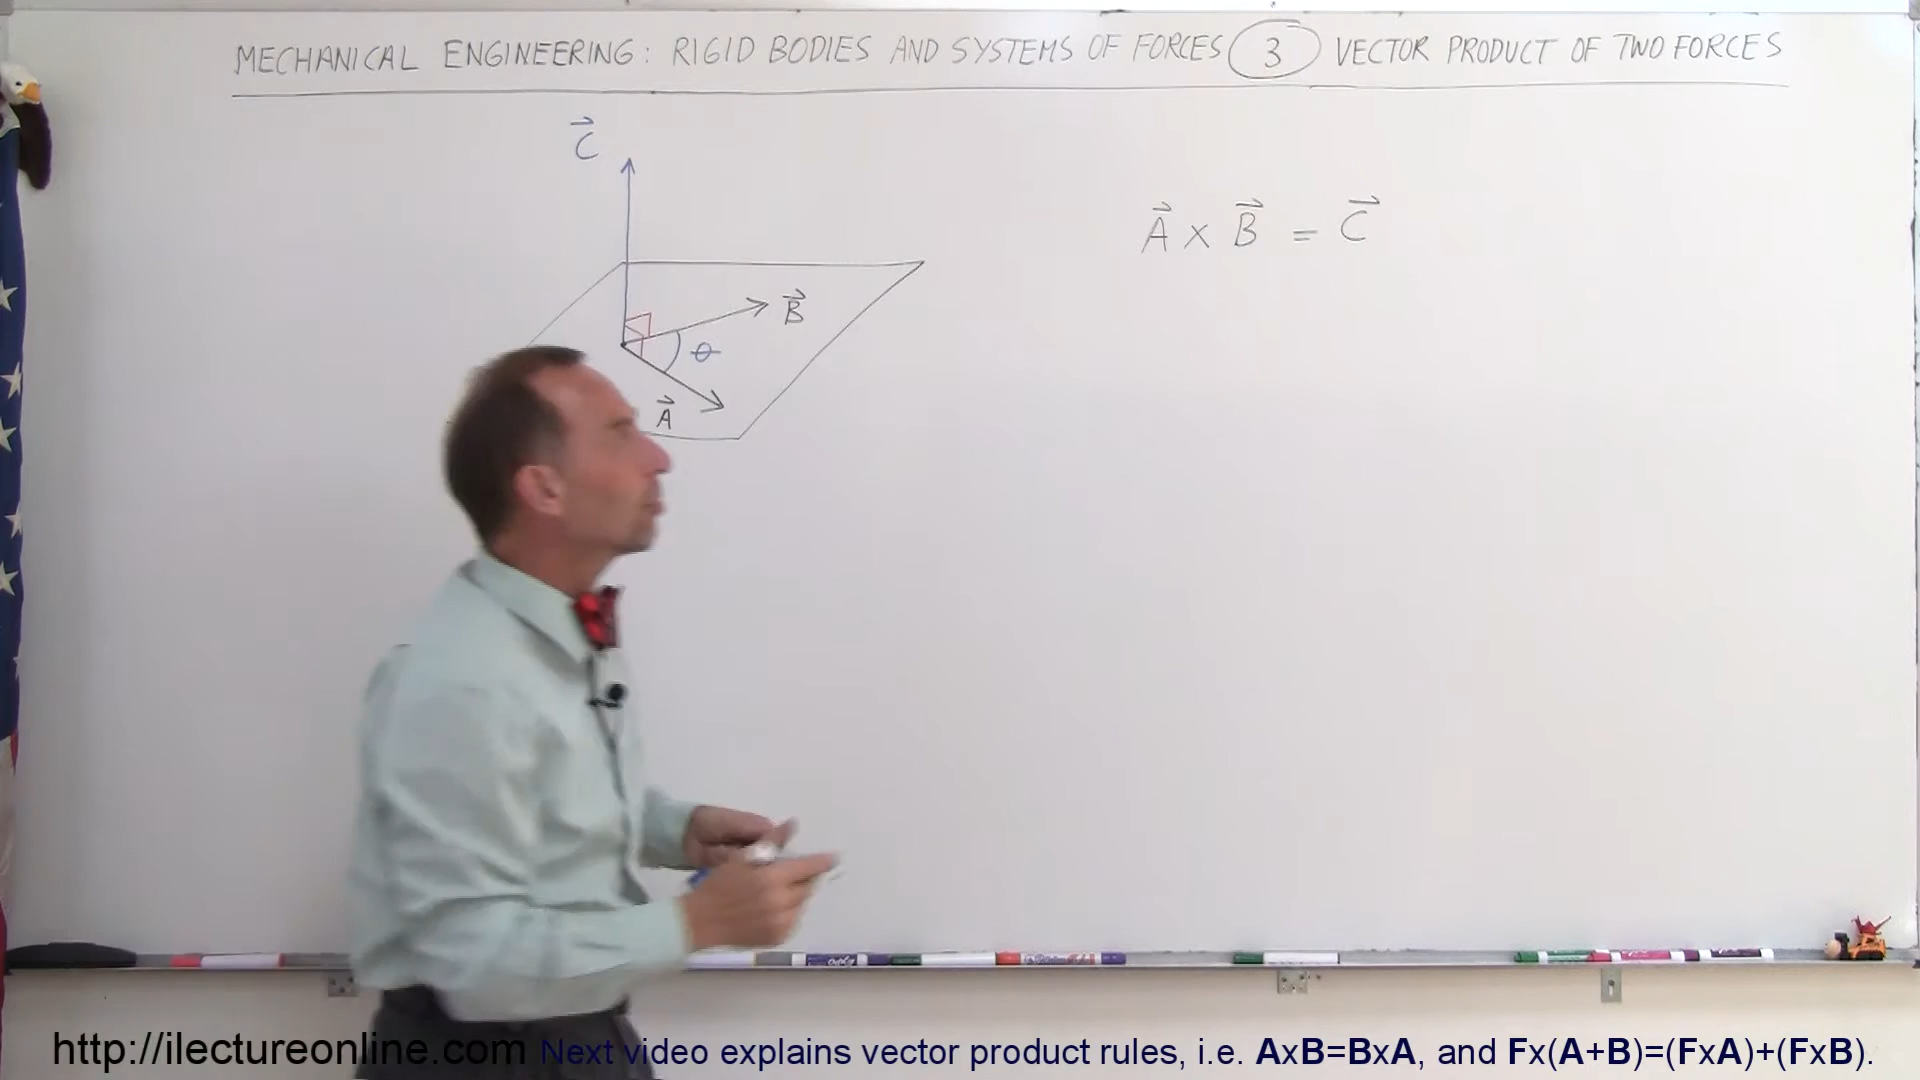 MECHANICAL ENGINEERING: RIGID BODIES AND SYSTEMS OF FORCES 3 VECTOR PRODUCT OF TWO FORCES
C⃗
A⃗ × B⃗ = C⃗
B⃗
θ
A⃗
http://ilectureonline.com Next video explains vector product rules, i.e. AxB=BxA, and Fx(A+B)=(FxA)+(FxB).